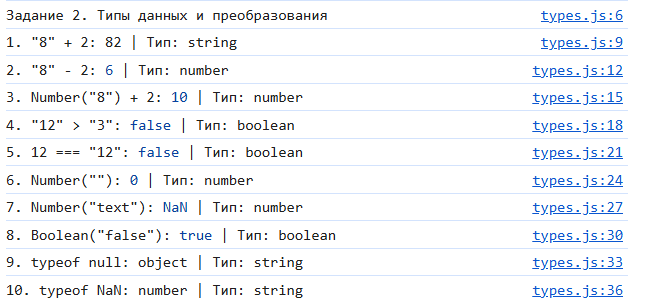 Задание 2. Типы данных и преобразования types.js:6
1. "8" + 2: 82 | Тип: string types.js:9
2. "8" - 2: 6 | Тип: number types.js:12
3. Number("8") + 2: 10 | Тип: number types.js:15
4. "12" > "3": false | Тип: boolean types.js:18
5. 12 === "12": false | Тип: boolean types.js:21
6. Number(""): 0 | Тип: number types.js:24
7. Number("text"): NaN | Тип: number types.js:27
8. Boolean("false"): true | Тип: boolean types.js:30
9. typeof null: object | Тип: string types.js:33
10. typeof NaN: number | Тип: string types.js:36